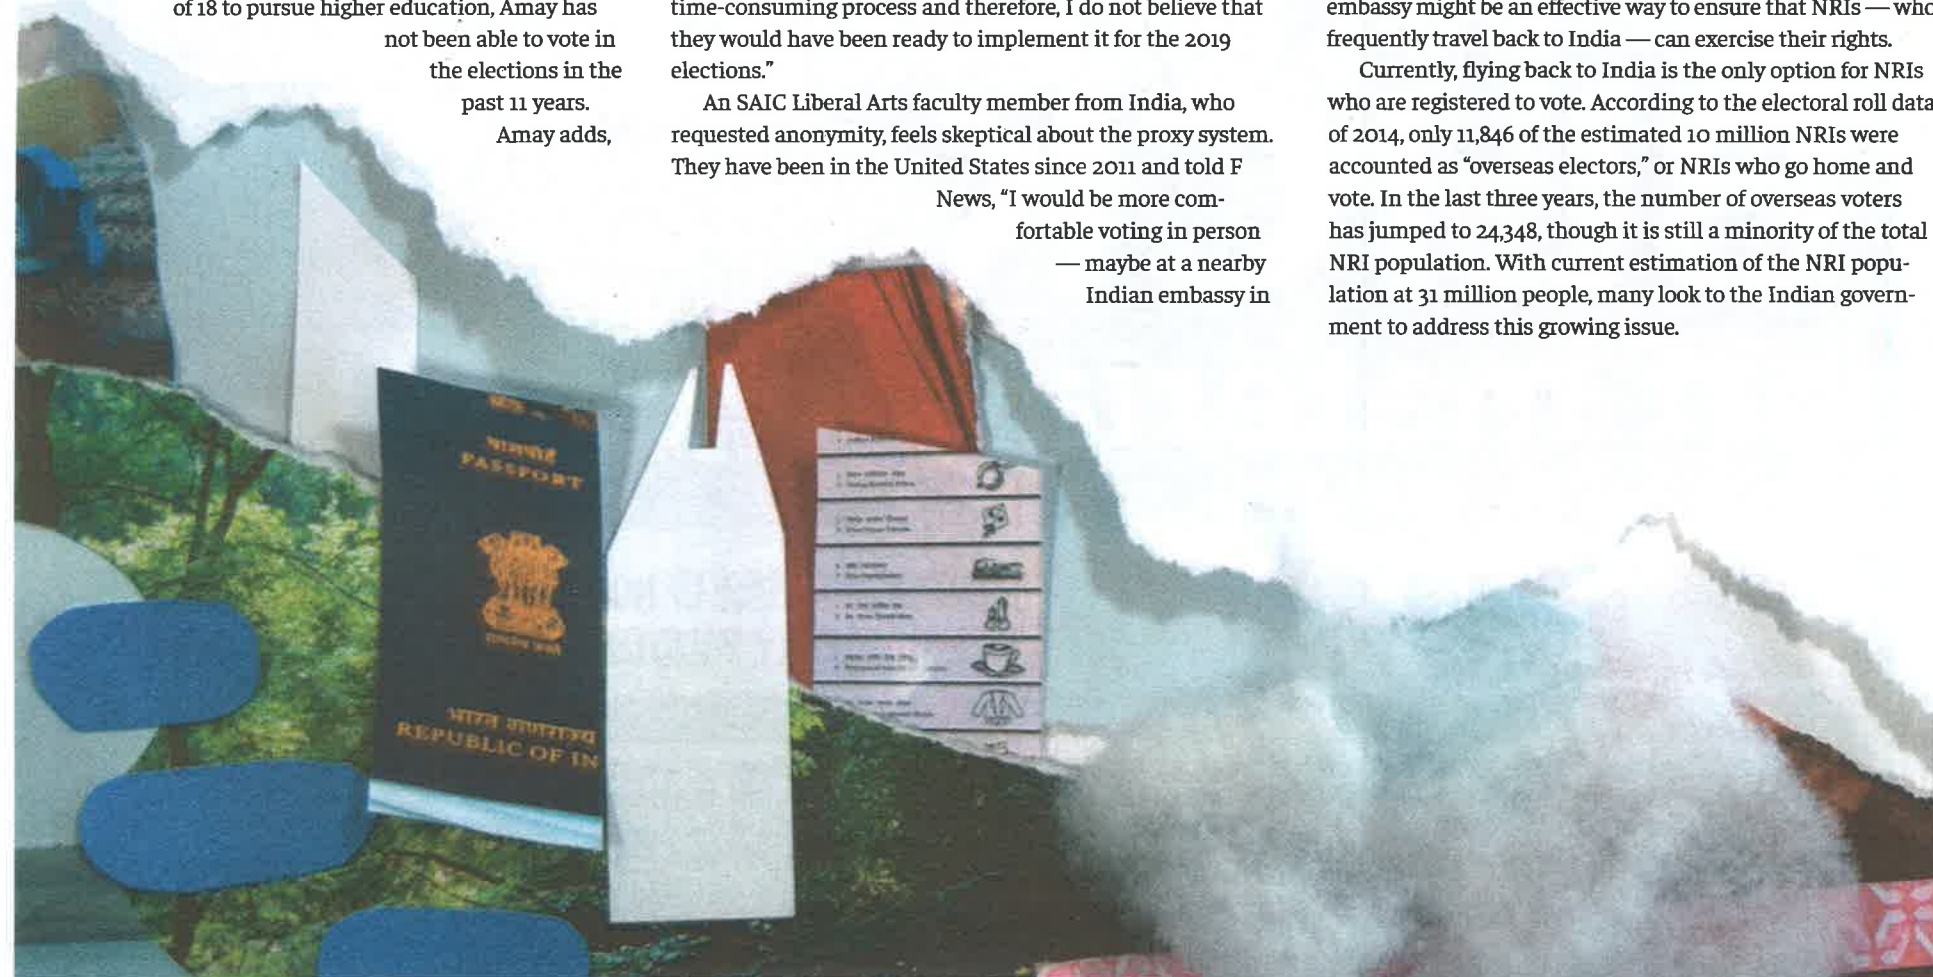 of 18 to pursue higher education, Amay has
not been able to vote in
the elections in the
past 11 years.
Amay adds,
time-consuming process and therefore, I do not believe that
they would have been ready to implement it for the 2019
elections.”
An SAIC Liberal Arts faculty member from India, who
requested anonymity, feels skeptical about the proxy system.
They have been in the United States since 2011 and told F
News, “I would be more com-
fortable voting in person
— maybe at a nearby
Indian embassy in
embassy might be an effective way to ensure that NRIs — who
frequently travel back to India — can exercise their rights.
Currently, flying back to India is the only option for NRIs
who are registered to vote. According to the electoral roll data
of 2014, only 11,846 of the estimated 10 million NRIs were
accounted as “overseas electors,” or NRIs who go home and
vote. In the last three years, the number of overseas voters
has jumped to 24,348, though it is still a minority of the total
NRI population. With current estimation of the NRI popu-
lation at 31 million people, many look to the Indian govern-
ment to address this growing issue.
पासपोर्ट
PASSPORT
सत्यमेव जयते
भारत गणराज्य
REPUBLIC OF IN